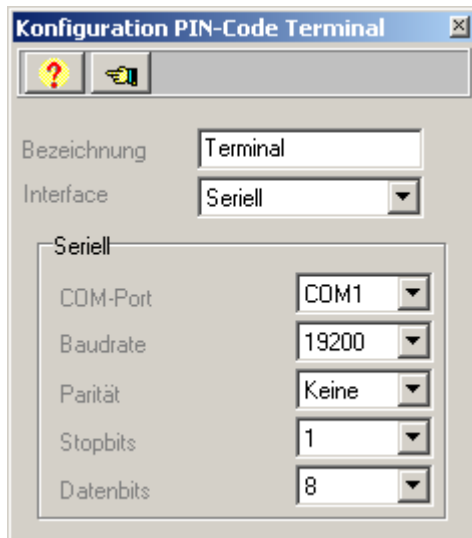 Konfiguration PIN-Code Terminal
Bezeichnung Terminal
Interface Seriell
Seriell
COM-Port COM1
Baudrate 19200
Parität Keine
Stopbits 1
Datenbits 8